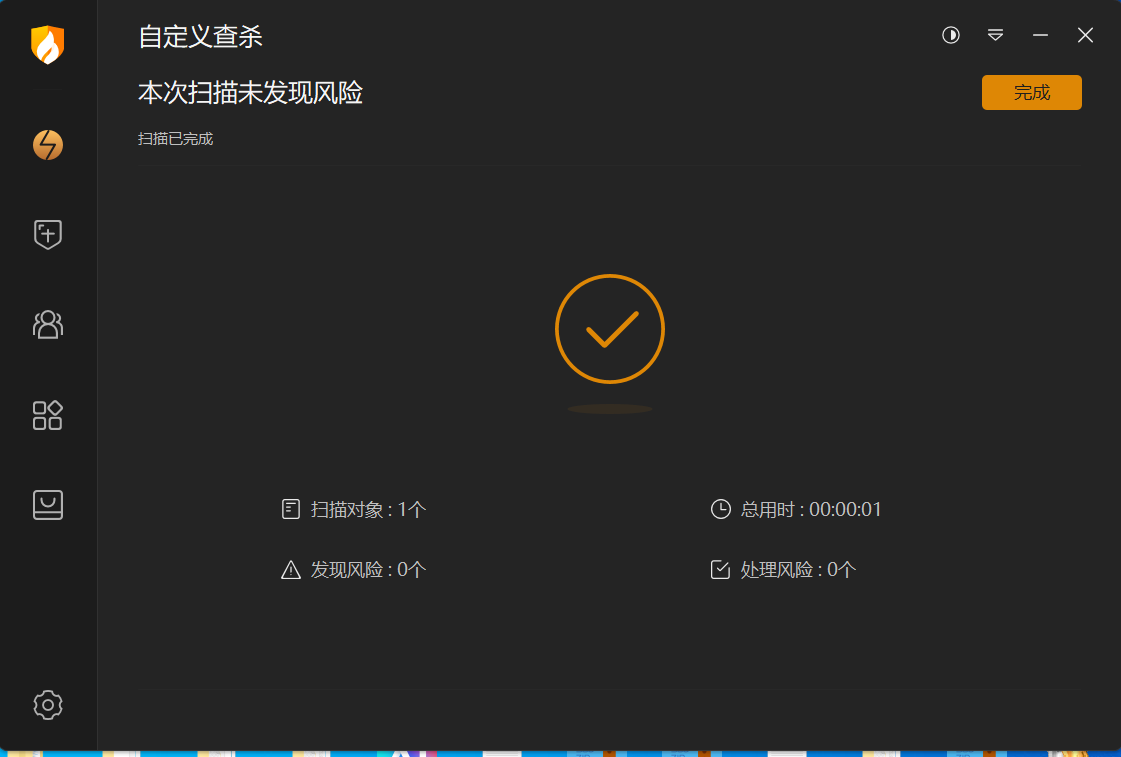 自定义查杀
本次扫描未发现风险
完成
扫描已完成
扫描对象 : 1个
总用时 : 00:00:01
发现风险 : 0个
处理风险 : 0个